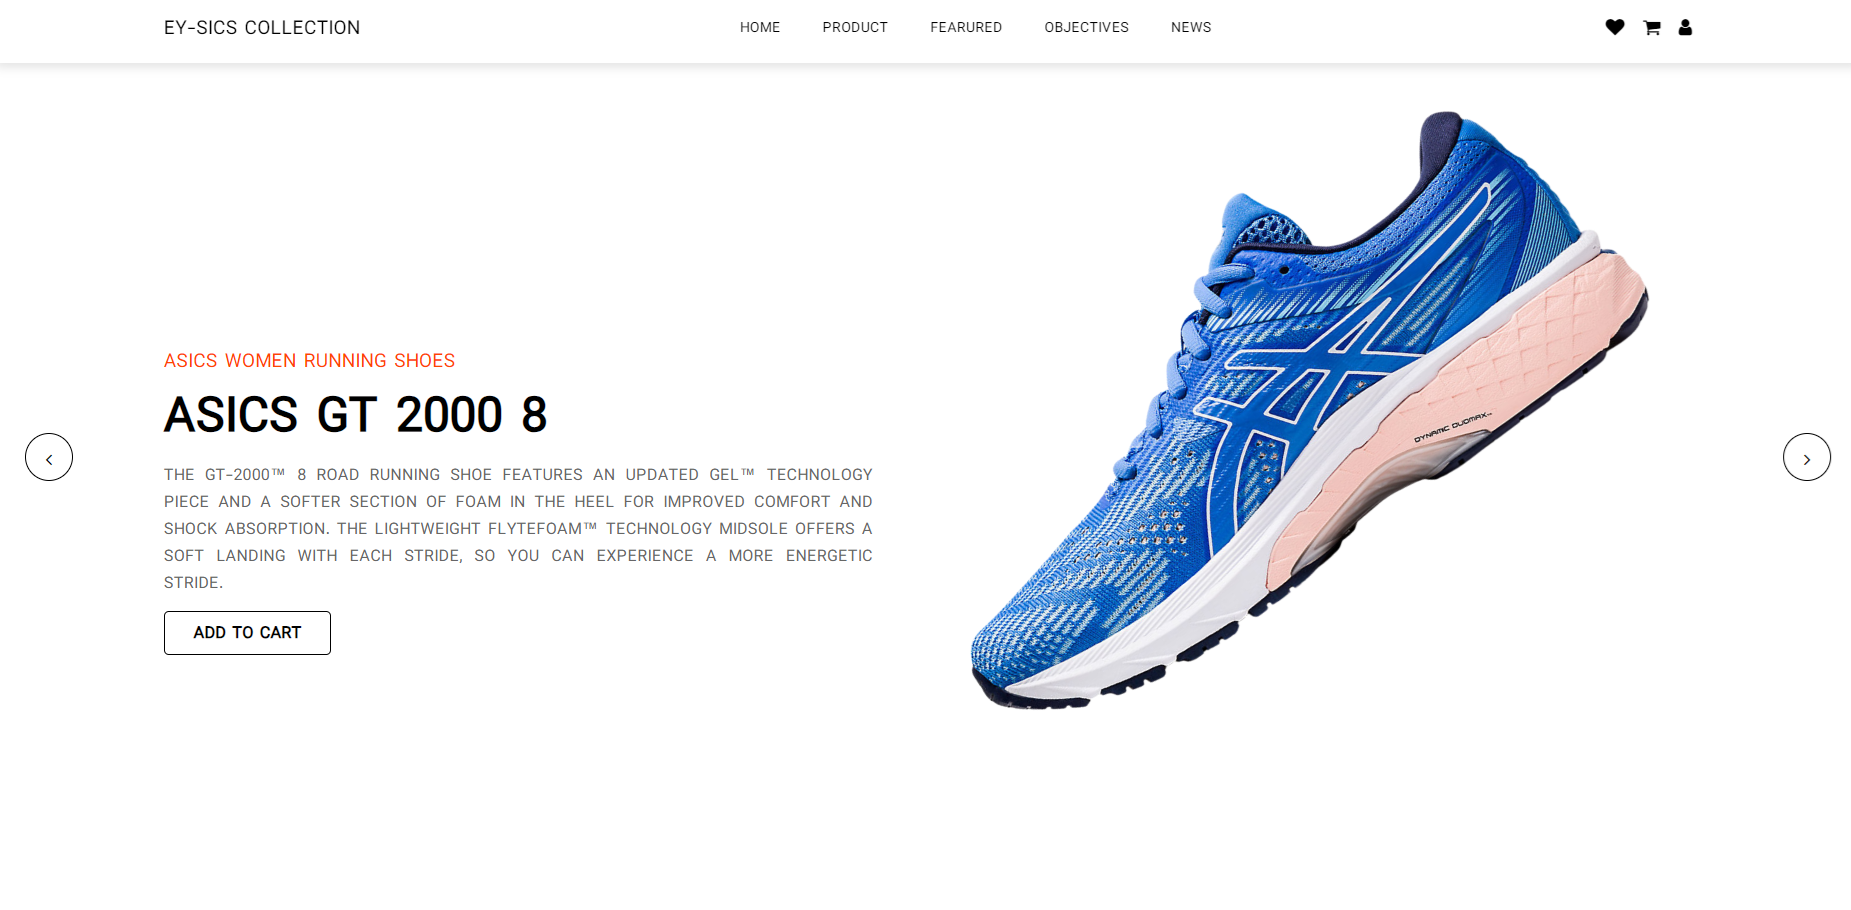 EY-SICS COLLECTION
HOME PRODUCT FEARURED OBJECTIVES NEWS
ASICS WOMEN RUNNING SHOES
ASICS GT 2000 8
THE GT-2000™ 8 ROAD RUNNING SHOE FEATURES AN UPDATED GEL™ TECHNOLOGY
PIECE AND A SOFTER SECTION OF FOAM IN THE HEEL FOR IMPROVED COMFORT AND
SHOCK ABSORPTION. THE LIGHTWEIGHT FLYTEFOAM™ TECHNOLOGY MIDSOLE OFFERS A
SOFT LANDING WITH EACH STRIDE, SO YOU CAN EXPERIENCE A MORE ENERGETIC
STRIDE.
ADD TO CART
DYNAMIC DUOMAX™